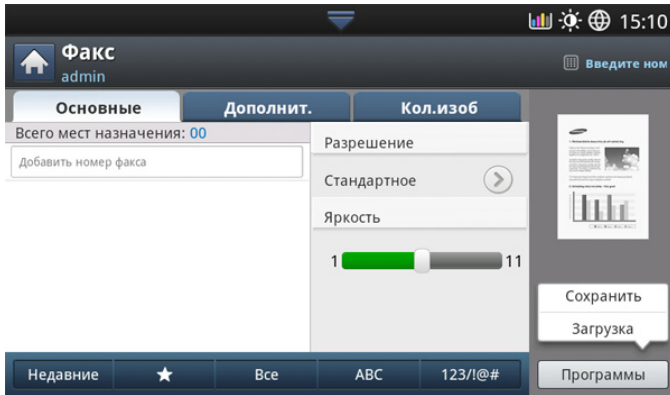 15:10
Факс
admin
Введите ном
Основные
Дополнит.
Кол.изоб
Всего мест назначения: 00
Добавить номер факса
Разрешение
Стандартное
Яркость
1
11
Сохранить
Загрузка
Недавние
★
Все
ABC
123/!@#
Программы